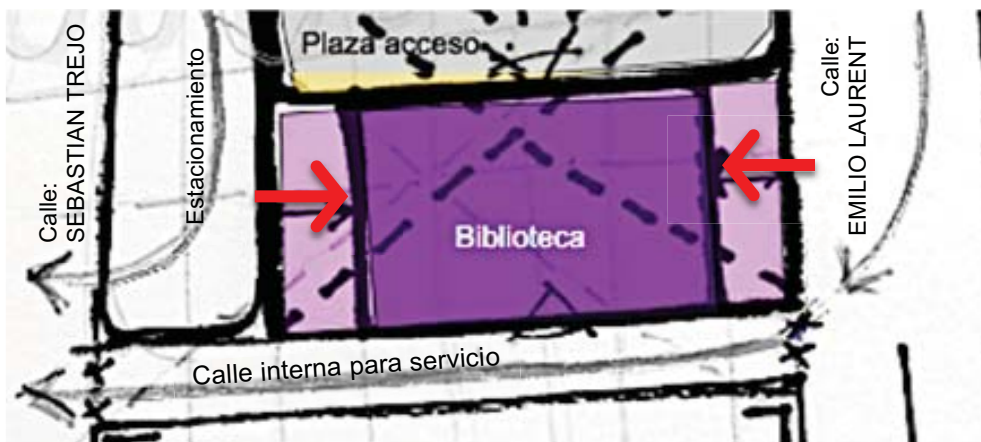 Plaza acceso
Calle:
SEBASTIAN TREJO
Estacionamiento
Calle:
EMILIO LAURENT
Biblioteca
Calle interna para servicio